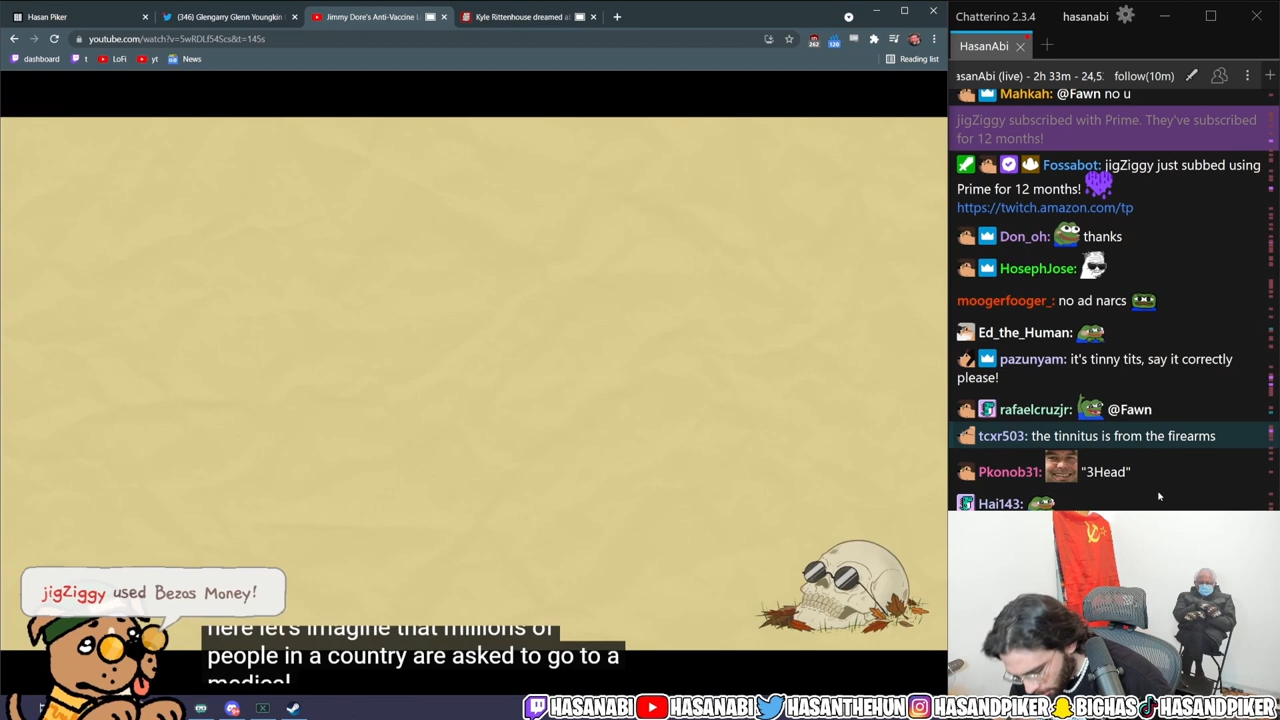 Hasan Piker
(346) Glengarry Glenn Youngkin
Jimmy Dore's Anti-Vaccine L
Kyle Rittenhouse dreamed a
youtube.com/watch?v=5wRDLf54Scs&t=145s
262
120
dashboard
t
LoFi
yt
News
Reading list
Chatterino 2.3.4
hasanabi
HasanAbi
asanAbi (live) - 2h 33m - 24,5
follow(10m)
Mahkah: @Fawn no u
jigZiggy subscribed with Prime. They've subscribed
for 12 months!
Fossabot: jigZiggy just subbed using
Prime for 12 months!
https://twitch.amazon.com/tp
Don_oh: thanks
HosephJose:
moogerfooger_: no ad narcs
Ed_the_Human:
pazunyam: it's tinny tits, say it correctly
please!
rafaelcruzjr: @Fawn
tcxr503: the tinnitus is from the firearms
Pkonob31: "3Head"
Hai143:
jigZiggy used Bezos Money!
here let's imagine that millions of
people in a country are asked to go to a
medical
HASANABI
HASANABI
HASANTHEHUN
HASANDPIKER
BIGHAS
HASANDPIKER